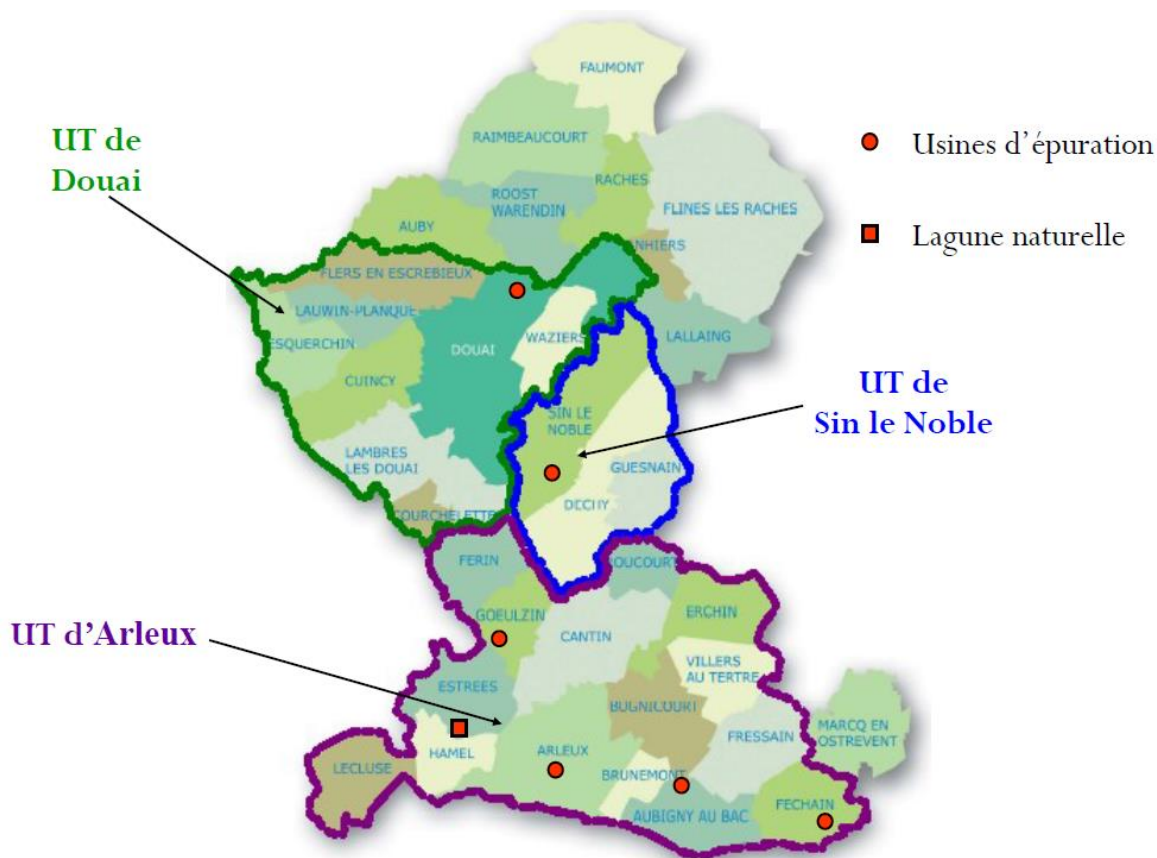 FAUMONT
UT de
Douai
RAIMBEAUCOURT
Usines d'épuration
RACHES
ROOST
WARENDIN
FLINES LES RACHES
AUBY
Lagune naturelle
NHIERS
FLERS EN ESCREBIEUX
LAUWIN-PLANQUE
WAZIERS
LALLAING
ESQUERCHIN
DOUAI
CUINCY
UT de
Sin le Noble
SIN LE
NOBLE
LAMBRES
LES DOUAI
GUESNAIN
DECHY
COURCHELETTE
FERIN
ROUCOURT
GOEULZIN
ERCHIN
UT d'Arleux
CANTIN
VILLERS
AU TERTRE
ESTREES
BUGNICOURT
MARCQ EN
OSTREVENT
FRESSAIN
HAMEL
ARLEUX
LECLUSE
BRUNEMONT
FECHAIN
AUBIGNY AU BAC